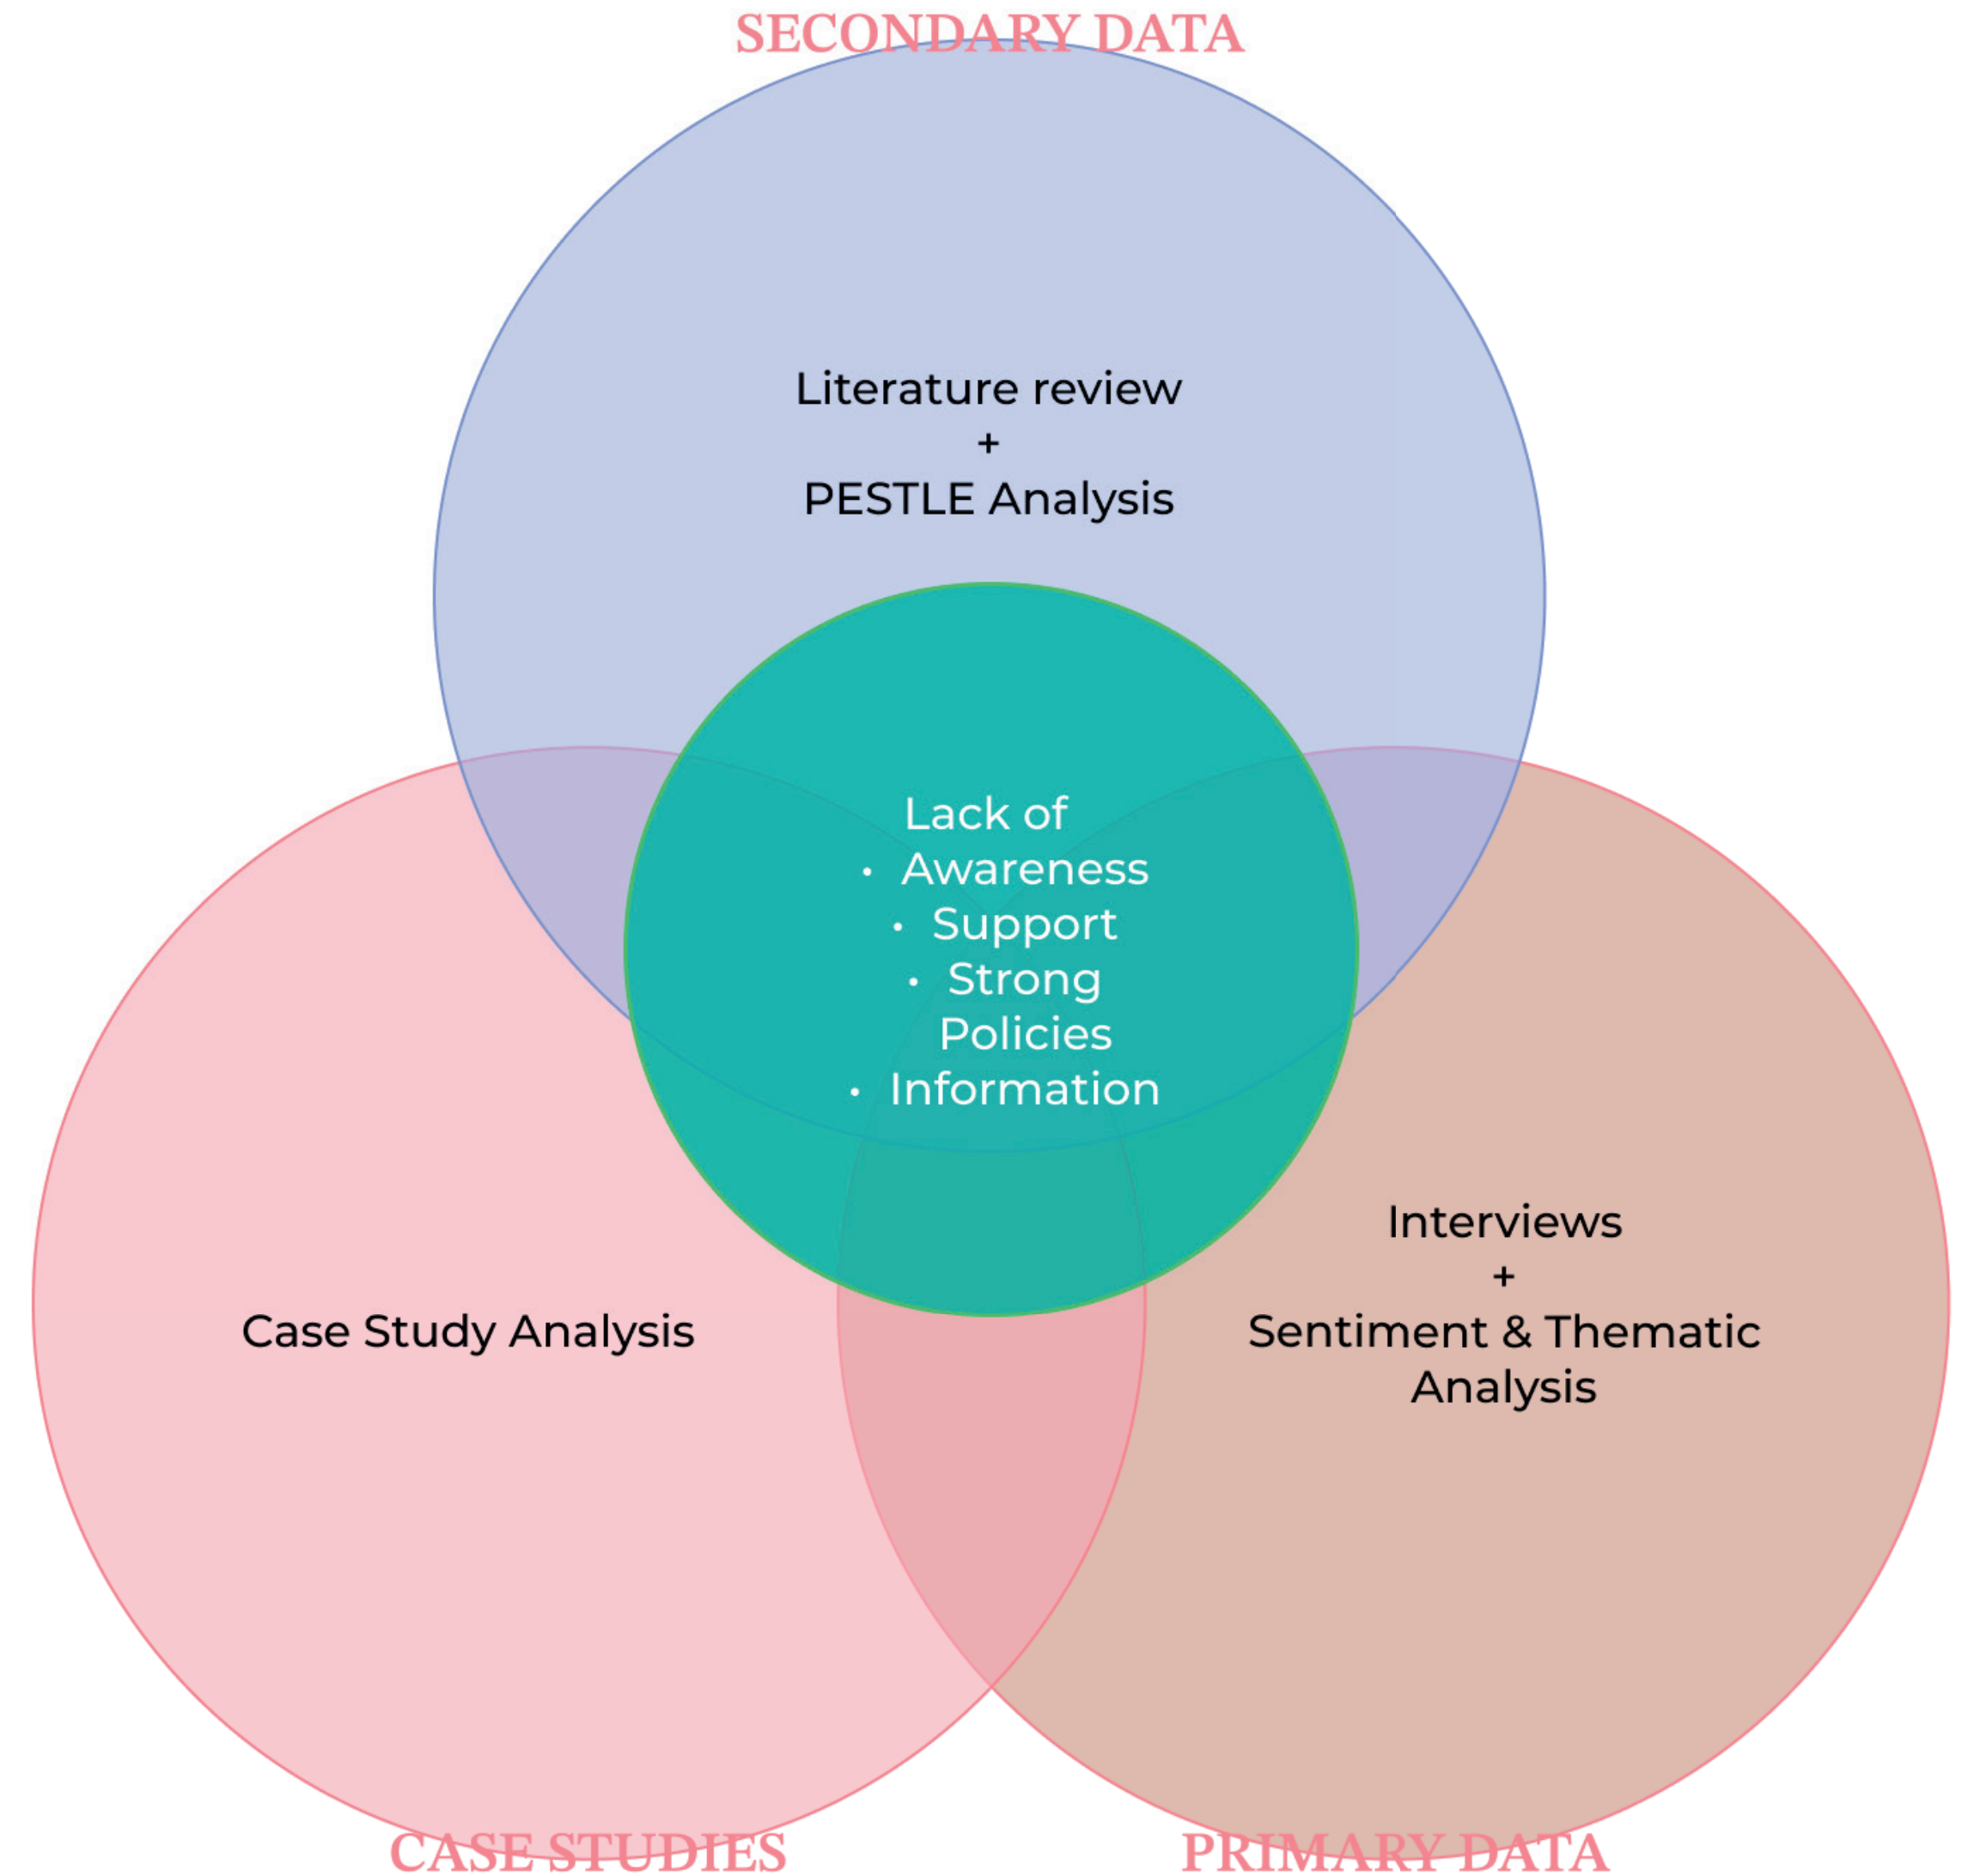 SECONDARY DATA
Literature review
+
PESTLE Analysis
Lack of
• Awareness
• Support
• Strong
Policies
• Information
Interviews
+
Sentiment & Thematic
Analysis
Case Study Analysis
CASE STUDIES
PRIMARY DATA